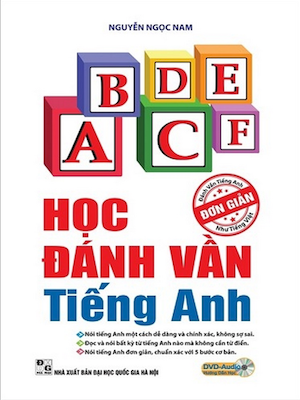 NGUYỄN NGỌC NAM
B D E
A C F
Đánh Vần Tiếng Anh
ĐƠN GIẢN
Như Tiếng Việt
HỌC
ĐÁNH VẦN
Tiếng Anh
Nói tiếng Anh một cách dễ dàng và chính xác, không sợ sai.
Đọc và nói bất kỳ từ tiếng Anh nào mà không cần từ điển.
Nói tiếng Anh đơn giản, chuẩn xác với 5 bước cơ bản.
NHÀ XUẤT BẢN ĐẠI HỌC QUỐC GIA HÀ NỘI
DVD-Audio